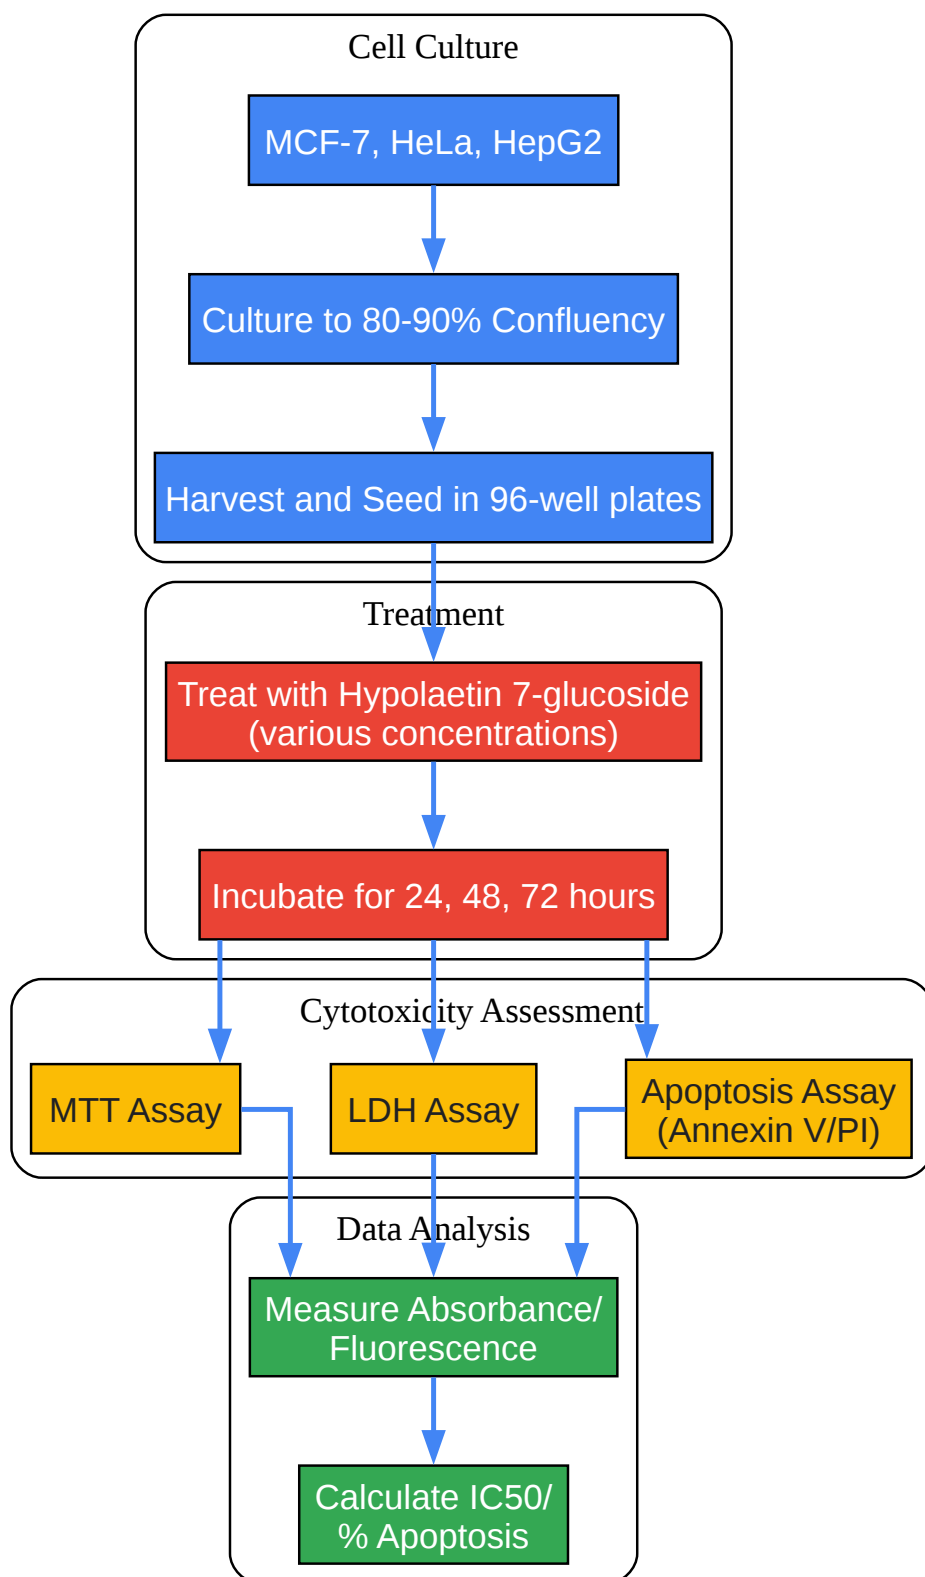 Cell Culture
MCF-7, HeLa, HepG2
Culture to 80-90% Confluency
Harvest and Seed in 96-well plates
Treatment
Treat with Hypolaetin 7-glucoside
(various concentrations)
Incubate for 24, 48, 72 hours
Cytotoxicity Assessment
MTT Assay
LDH Assay
Apoptosis Assay
(Annexin V/PI)
Data Analysis
Measure Absorbance/
Fluorescence
Calculate IC50/
% Apoptosis